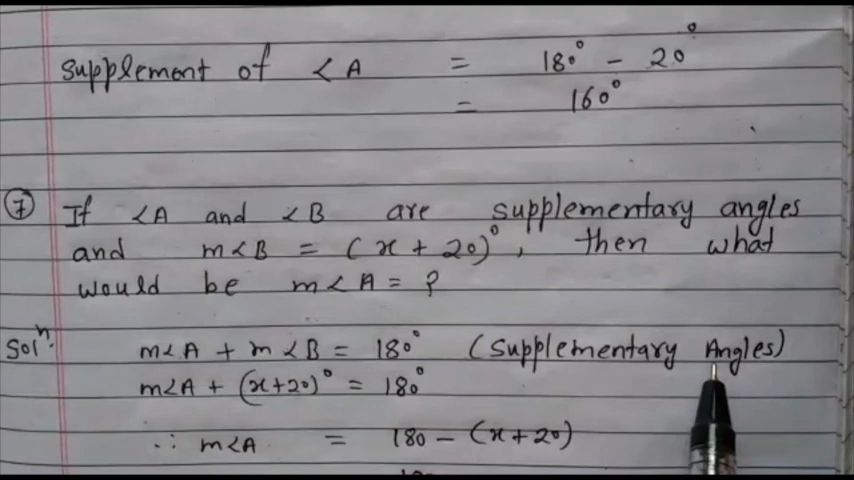 supplement of ∠A = 180° - 20°
= 160°
⑦ If ∠A and ∠B are supplementary angles
and m∠B = (x + 20)°, then what
would be m∠A = ?
Solⁿ. m∠A + m∠B = 180° (Supplementary Angles)
m∠A + (x+20)° = 180°
∴ m∠A = 180 - (x+20)